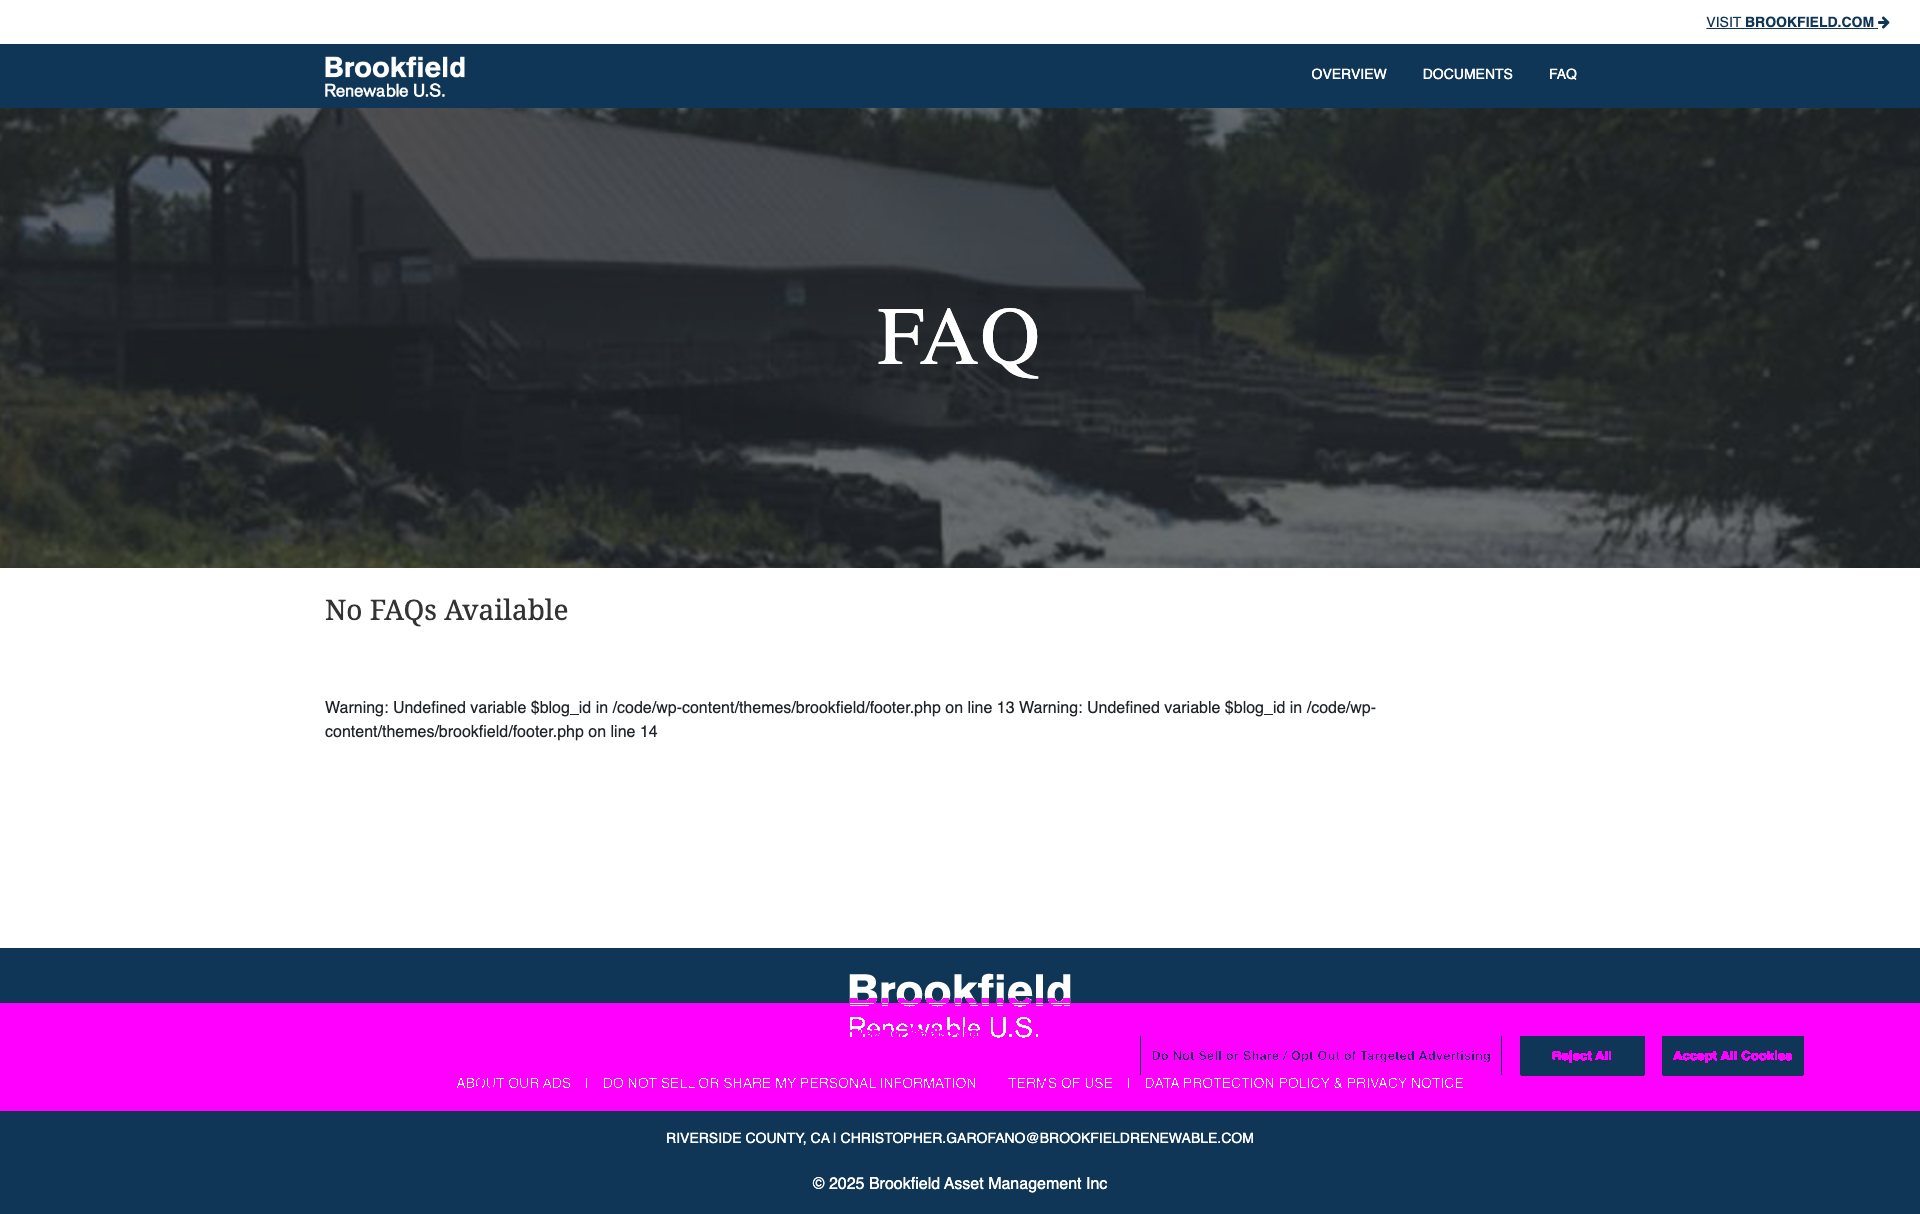 VISIT BROOKFIELD.COM
Brookfield
Renewable U.S.
OVERVIEW
DOCUMENTS
FAQ
FAQ
No FAQs Available
Warning: Undefined variable $blog_id in /code/wp-content/themes/brookfield/footer.php on line 13 Warning: Undefined variable $blog_id in /code/wp-
content/themes/brookfield/footer.php on line 14
Brookfield
Renewable U.S.
Do Not Sell or Share / Opt Out of Targeted Advertising
Reject All
Accept All Cookies
ABOUT OUR ADS | DO NOT SELL OR SHARE MY PERSONAL INFORMATION TERMS OF USE | DATA PROTECTION POLICY & PRIVACY NOTICE
RIVERSIDE COUNTY, CA | CHRISTOPHER.GAROFANO@BROOKFIELDRENEWABLE.COM
© 2025 Brookfield Asset Management Inc